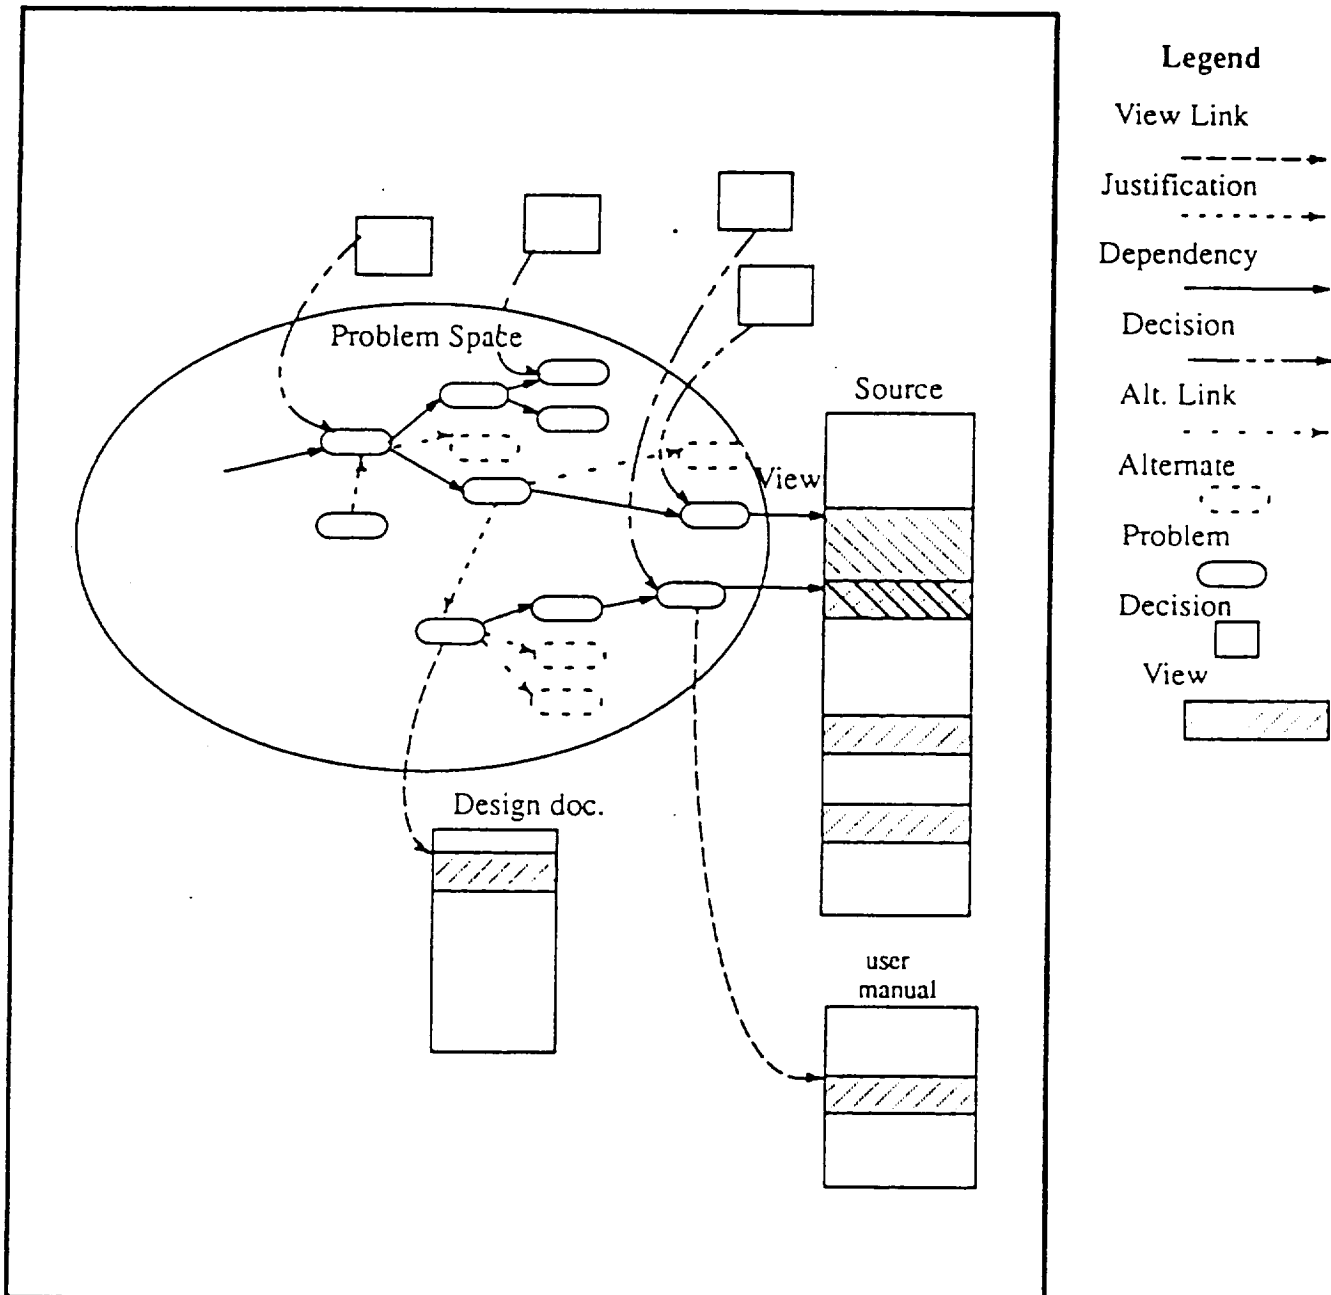 Legend
View Link
Justification
Dependency
Decision
Alt. Link
Alternate
Problem
Decision
View
Problem Space
Source
View
Design doc.
user
manual